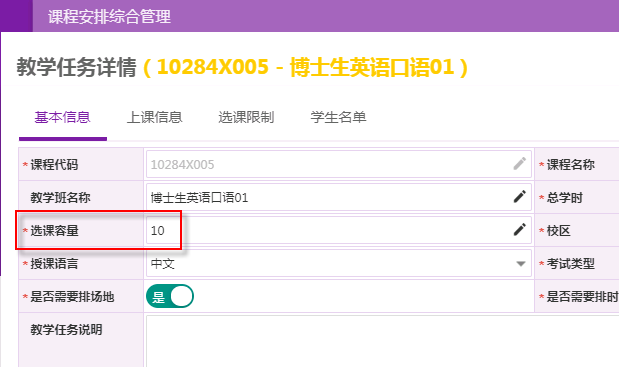 课程安排综合管理
教学任务详情（10284X005 - 博士生英语口语01）
基本信息 上课信息 选课限制 学生名单
* 课程代码 10284X005 * 课程名称
教学班名称 博士生英语口语01 * 总学时
* 选课容量 10 * 校区
* 授课语言 中文 * 考试类型
* 是否需要排场地 是 * 是否需要排时
教学任务说明